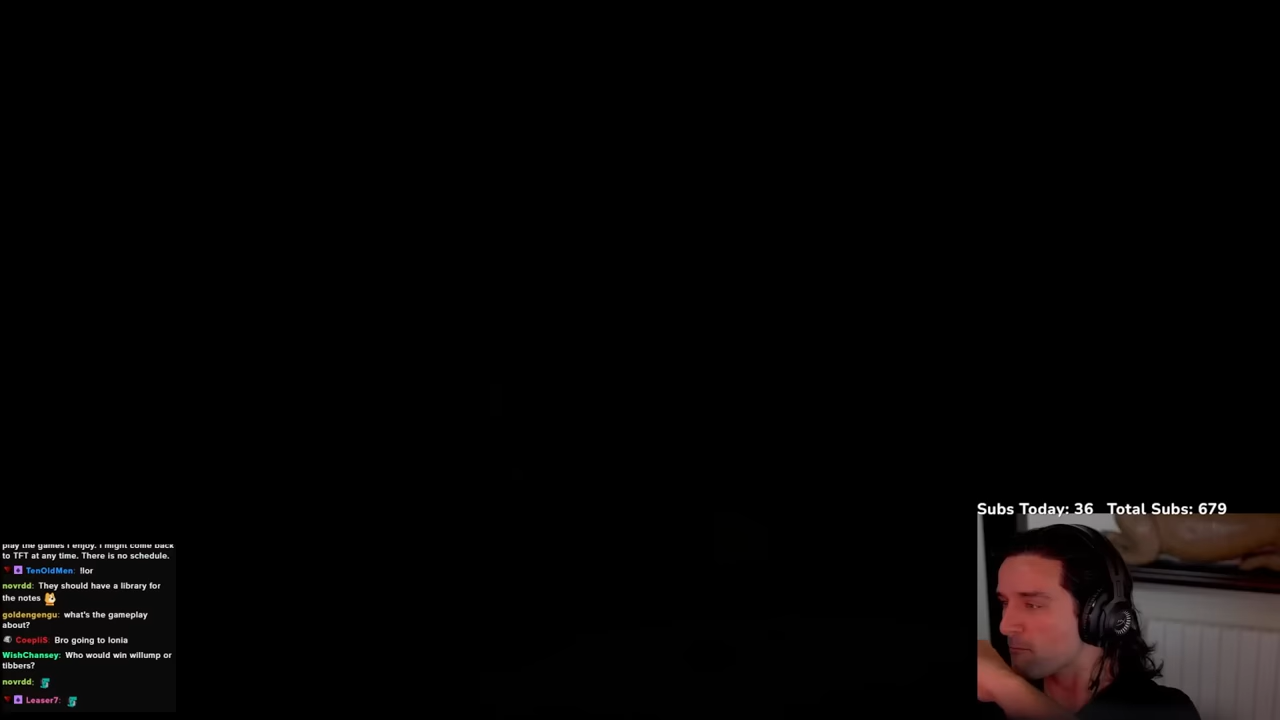 Subs Today: 36 Total Subs: 679
play the games I enjoy. I might come back
to TFT at any time. There is no schedule.
TenOldMen: !lor
novrdd: They should have a library for
the notes
goldengengu: what's the gameplay
about?
Coepli5: Bro going to Ionia
WishChansey: Who would win willump or
tibbers?
novrdd:
Leaser7: